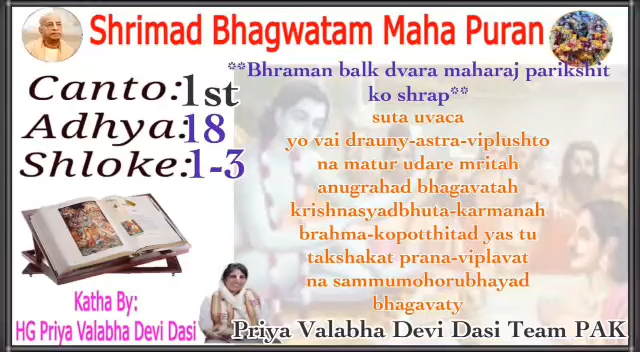 Shrimad Bhagwatam Maha Puran
Canto:1st
Adhya:18
Shloke:1-3
**Bhraman balk dvara maharaj parikshit
ko shrap**
suta uvaca
yo vai drauny-astra-viplushto
na matur udare mritah
anugrahad bhagavatah
krishnasyadbhuta-karmanah
brahma-kopotthitad yas tu
takshakat prana-viplavat
na sammumohorubhayad
bhagavaty
Katha By:
HG Priya Valabha Devi Dasi
Priya Valabha Devi Dasi Team PAK